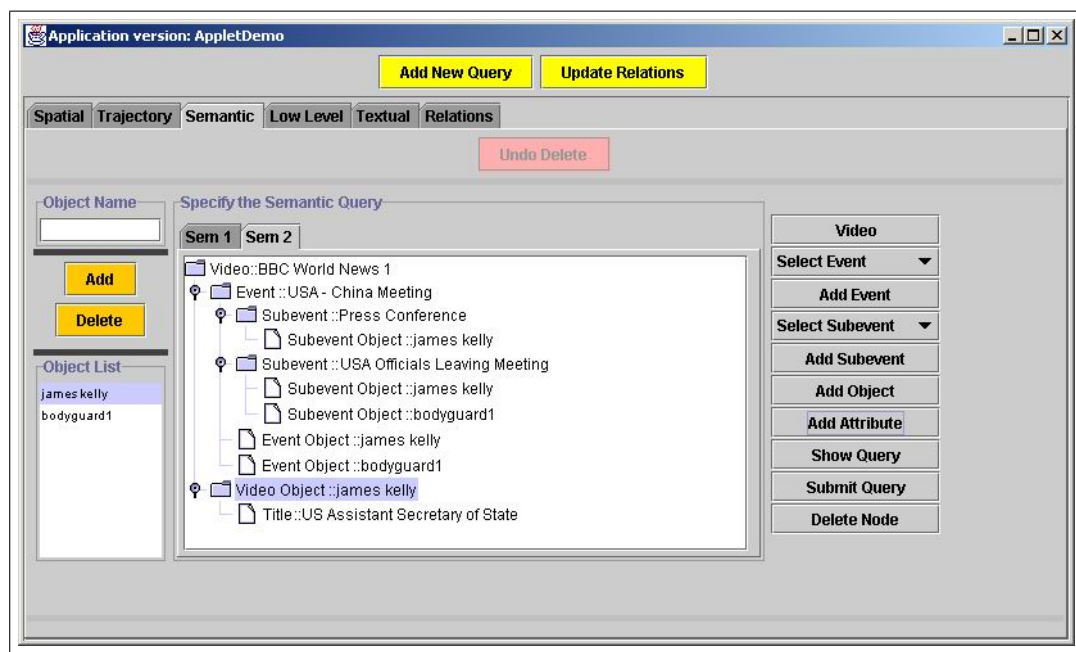 Application version: AppletDemo
Add New Query Update Relations
Spatial Trajectory Semantic Low Level Textual Relations
Undo Delete
Object Name
Add
Delete
Object List
james kelly
bodyguard1
Specify the Semantic Query
Sem 1 Sem 2
Video::BBC World News 1
Event :: USA - China Meeting
Subevent ::Press Conference
Subevent Object ::james kelly
Subevent :: USA Officials Leaving Meeting
Subevent Object ::james kelly
Subevent Object ::bodyguard1
Event Object ::james kelly
Event Object ::bodyguard1
Video Object ::james kelly
Title::US Assistant Secretary of State
Video
Select Event
Add Event
Select Subevent
Add Subevent
Add Object
Add Attribute
Show Query
Submit Query
Delete Node